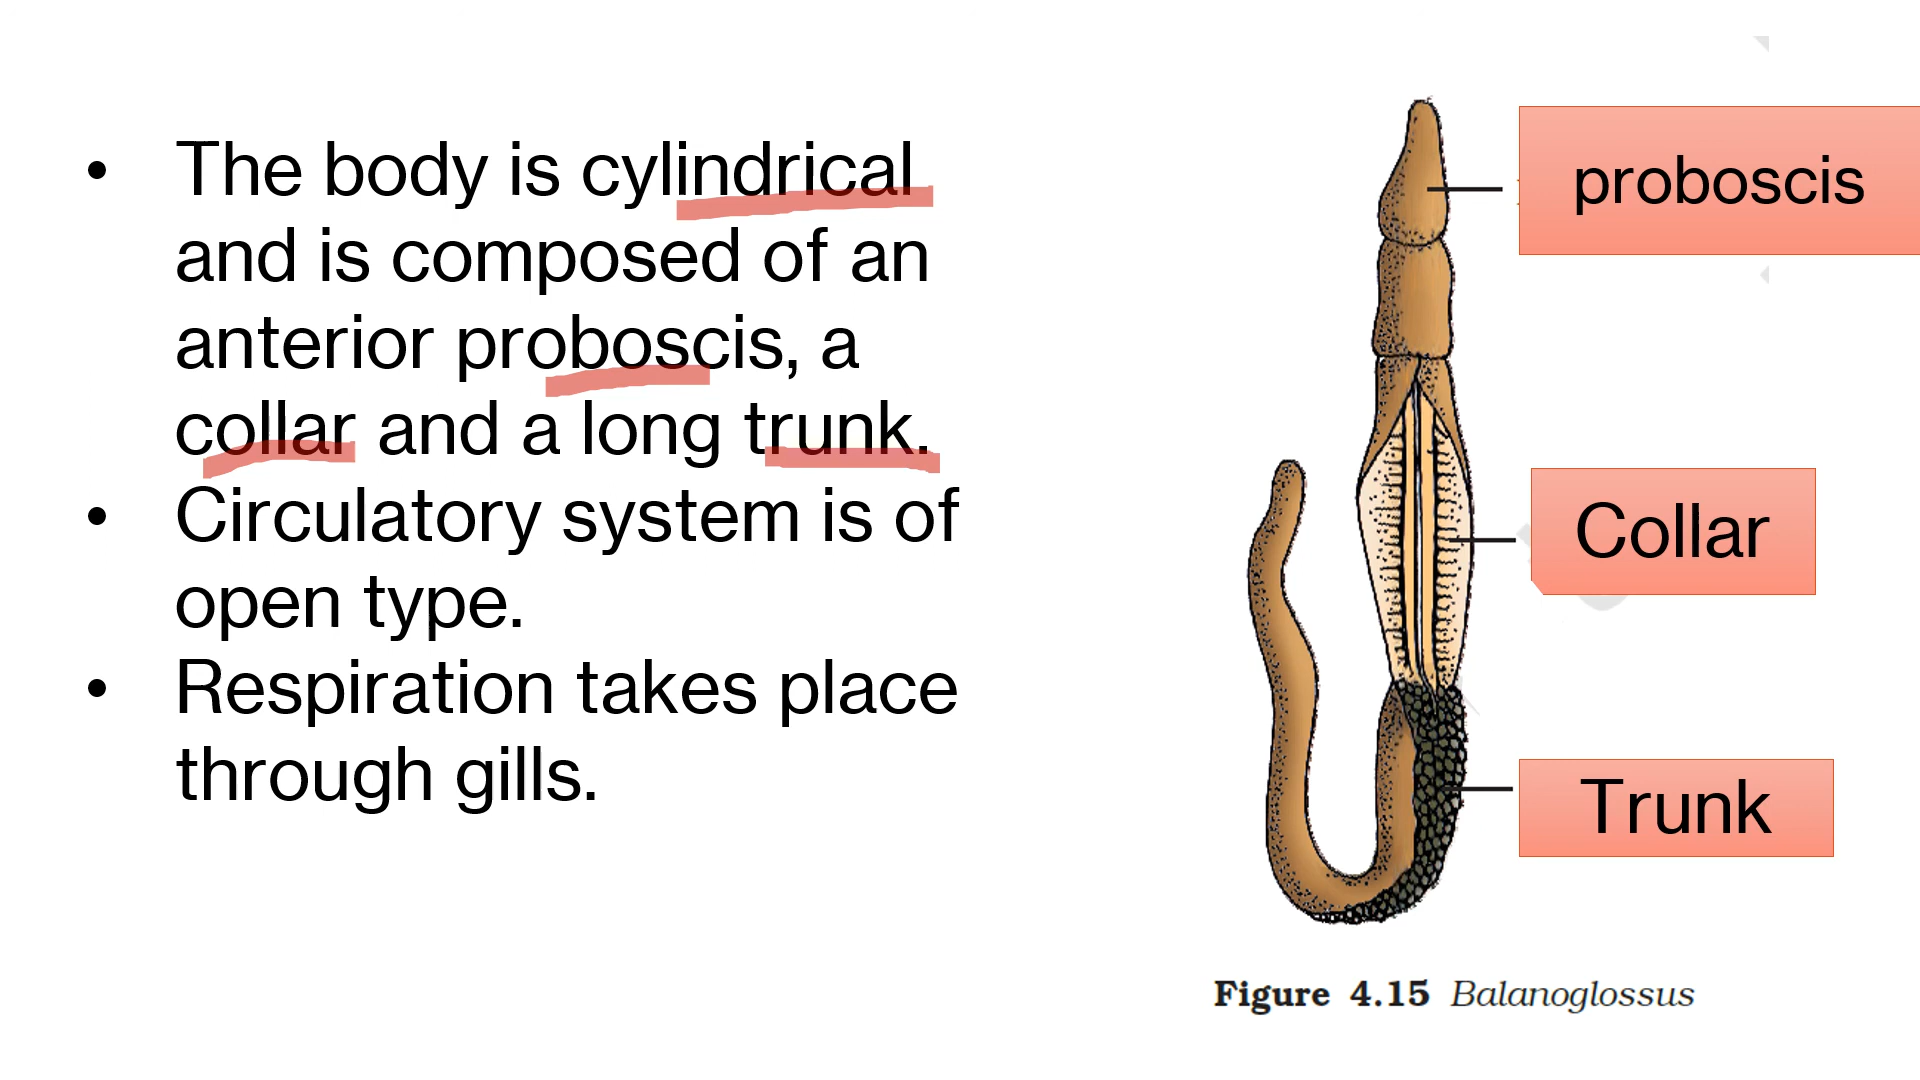 • The body is cylindrical
and is composed of an
anterior proboscis, a
collar and a long trunk.
• Circulatory system is of
open type.
• Respiration takes place
through gills.
proboscis
Collar
Trunk
Figure 4.15 Balanoglossus